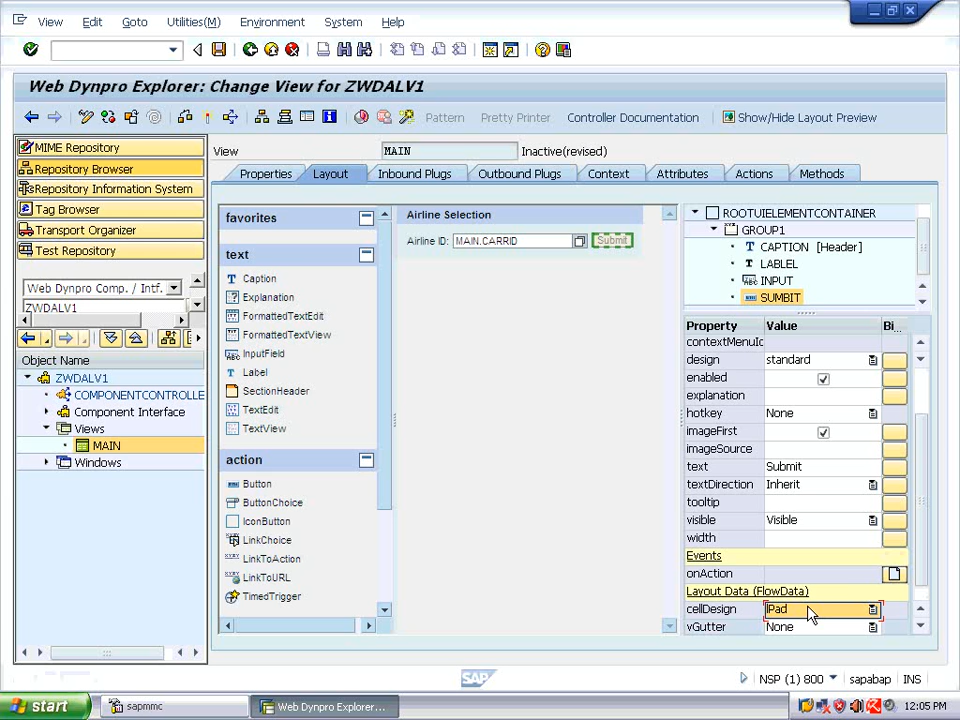 View Edit Goto Utilities(M) Environment System Help
Web Dynpro Explorer: Change View for ZWDALV1
Pattern Pretty Printer Controller Documentation Show/Hide Layout Preview
MIME Repository
Repository Browser
Repository Information System
Tag Browser
Transport Organizer
Test Repository
Web Dynpro Comp. / Intf.
ZWDALV1
Object Name
ZWDALV1
COMPONENTCONTROLLE
Component Interface
Views
MAIN
Windows
View MAIN Inactive(revised)
Properties Layout Inbound Plugs Outbound Plugs Context Attributes Actions Methods
favorites
text
Caption
Explanation
FormattedTextEdit
FormattedTextView
InputField
Label
SectionHeader
TextEdit
TextView
action
Button
ButtonChoice
IconButton
LinkChoice
LinkToAction
LinkToURL
TimedTrigger
Airline Selection
Airline ID: MAIN.CARRID Submit
ROOTUIELEMENTCONTAINER
GROUP1
CAPTION [Header]
LABLEL
INPUT
SUMBIT
Property Value Bi...
contextMenuId
design standard
enabled
explanation
hotkey None
imageFirst
imageSource
text Submit
textDirection Inherit
tooltip
visible Visible
width
Events
onAction
Layout Data (FlowData)
cellDesign lPad
vGutter None
SAP
NSP (1) 800 sapabap INS
start sapmmc Web Dynpro Explorer... 12:05 PM